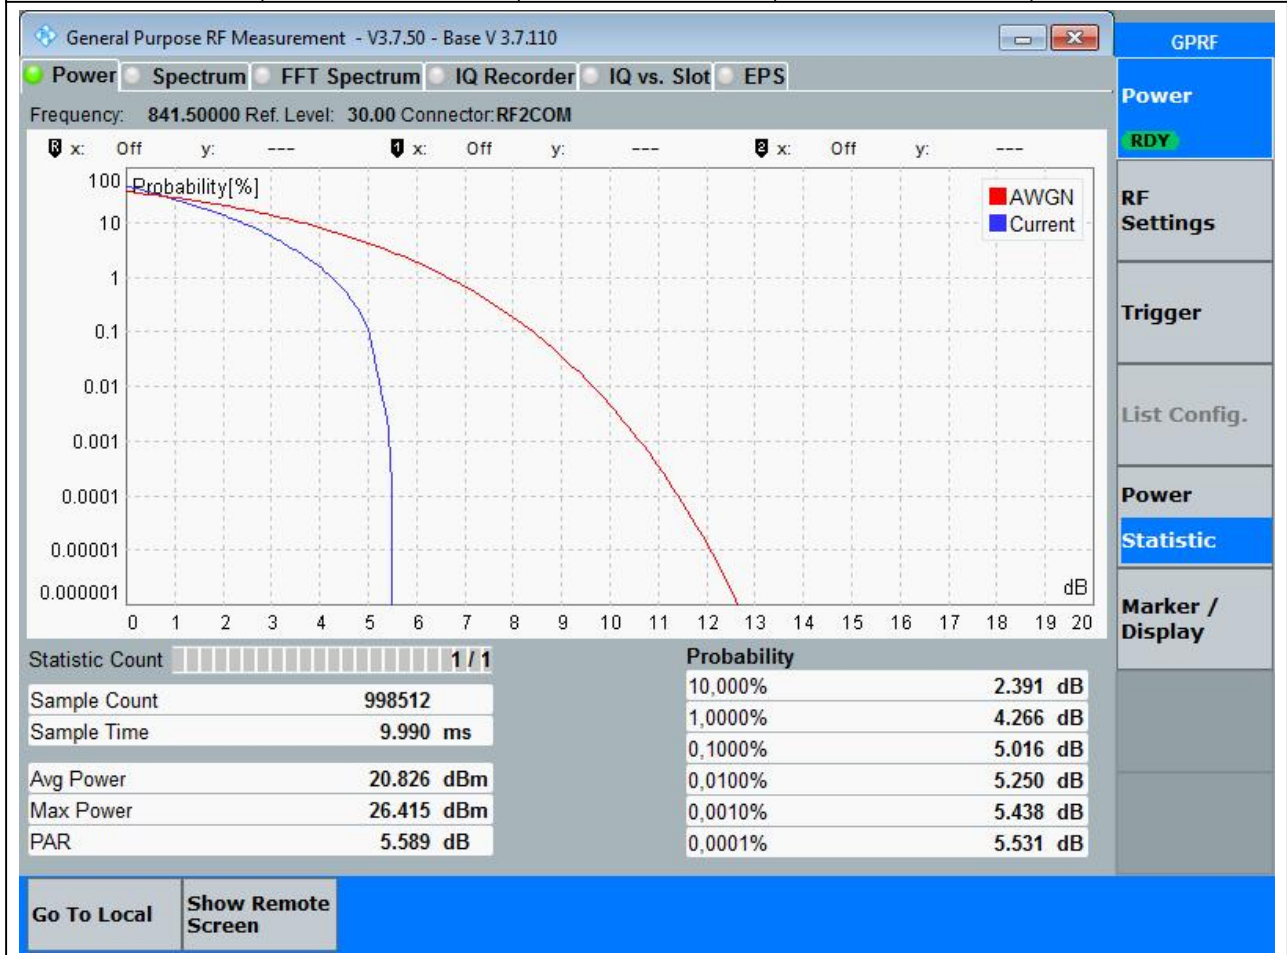 General Purpose RF Measurement - V3.7.50 - Base V 3.7.110
GPRF
Power Spectrum FFT Spectrum IQ Recorder IQ vs. Slot EPS
Frequency: 841.50000 Ref. Level: 30.00 Connector: RF2COM
R x: Off y: --- 1 x: Off y: --- 2 x: Off y: ---
Probability[%]
AWGN
Current
100
10
1
0.1
0.01
0.001
0.0001
0.00001
0.000001
dB
0 1 2 3 4 5 6 7 8 9 10 11 12 13 14 15 16 17 18 19 20
Statistic Count 1 / 1
Sample Count 998512
Sample Time 9.990 ms
Avg Power 20.826 dBm
Max Power 26.415 dBm
PAR 5.589 dB
Probability
10,000% 2.391 dB
1,0000% 4.266 dB
0,1000% 5.016 dB
0,0100% 5.250 dB
0,0010% 5.438 dB
0,0001% 5.531 dB
Power
RDY
RF
Settings
Trigger
List Config.
Power
Statistic
Marker /
Display
Go To Local
Show Remote
Screen